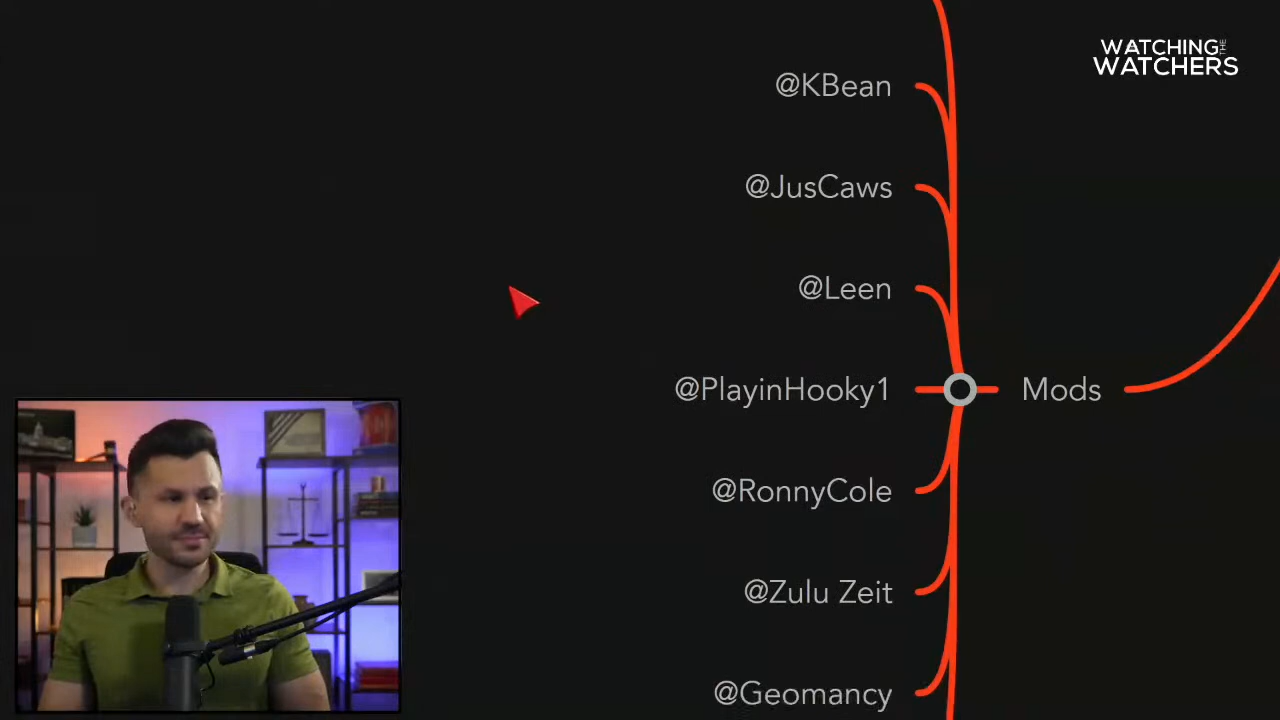 WATCHING THE
WATCHERS
@KBean
@JusCaws
@Leen
@PlayinHooky1
Mods
@RonnyCole
@Zulu Zeit
@Geomancy